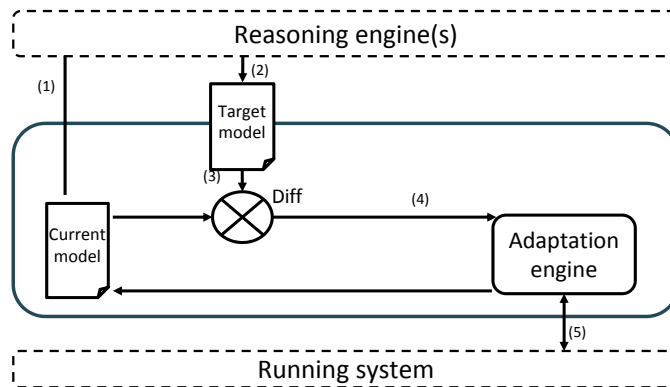 Reasoning engine(s)
(1)
(2)
Target
model
(3)
Diff
(4)
Current
model
Adaptation
engine
(5)
Running system